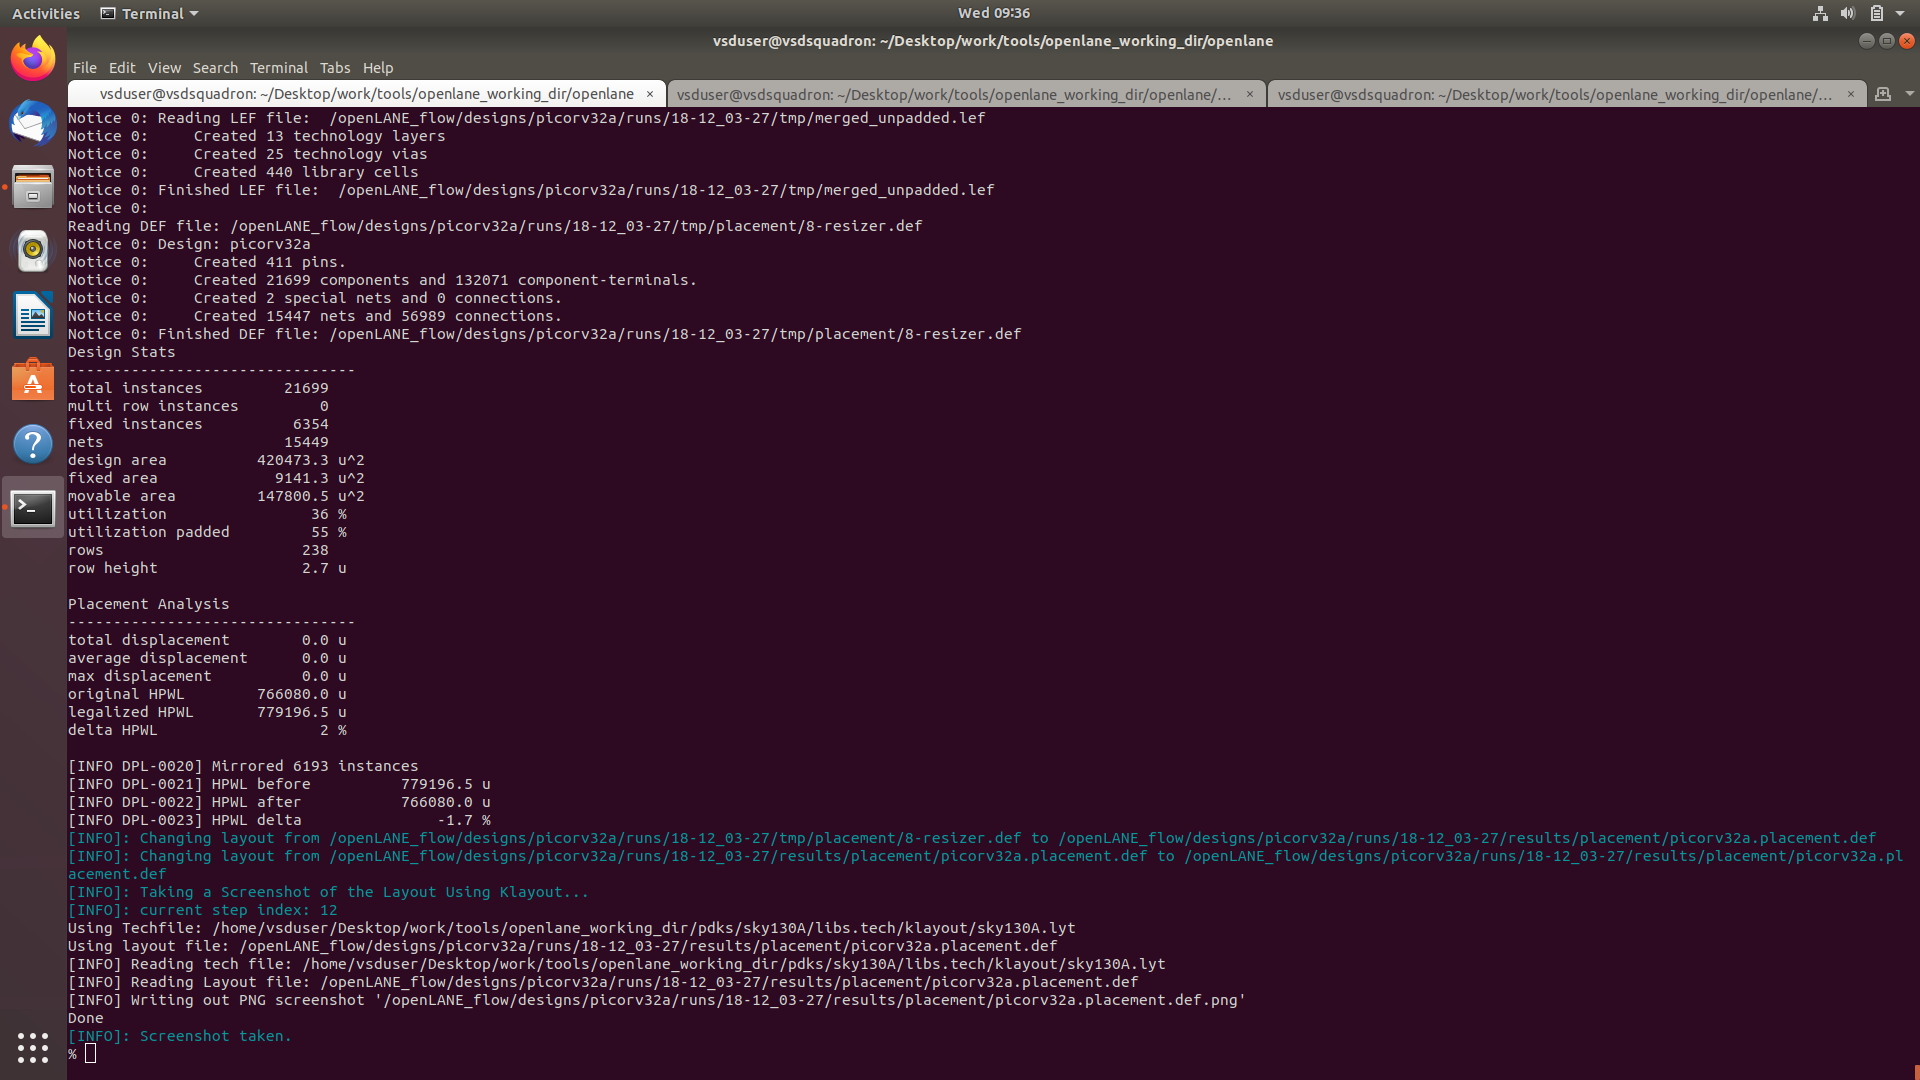 Activities
Terminal
Wed 09:36
vsduser@vsdsquadron: ~/Desktop/work/tools/openlane_working_dir/openlane
File Edit View Search Terminal Tabs Help
vsduser@vsdsquadron: ~/Desktop/work/tools/openlane_working_dir/openlane ×
vsduser@vsdsquadron: ~/Desktop/work/tools/openlane_working_dir/openlane/... ×
vsduser@vsdsquadron: ~/Desktop/work/tools/openlane_working_dir/openlane/... ×
Notice 0: Reading LEF file:  /openLANE_flow/designs/picorv32a/runs/18-12_03-27/tmp/merged_unpadded.lef
Notice 0:     Created 13 technology layers
Notice 0:     Created 25 technology vias
Notice 0:     Created 440 library cells
Notice 0: Finished LEF file:  /openLANE_flow/designs/picorv32a/runs/18-12_03-27/tmp/merged_unpadded.lef
Notice 0:
Reading DEF file: /openLANE_flow/designs/picorv32a/runs/18-12_03-27/tmp/placement/8-resizer.def
Notice 0: Design: picorv32a
Notice 0:     Created 411 pins.
Notice 0:     Created 21699 components and 132071 component-terminals.
Notice 0:     Created 2 special nets and 0 connections.
Notice 0:     Created 15447 nets and 56989 connections.
Notice 0: Finished DEF file: /openLANE_flow/designs/picorv32a/runs/18-12_03-27/tmp/placement/8-resizer.def
Design Stats
--------------------------------
total instances         21699
multi row instances         0
fixed instances          6354
nets                    15449
design area          420473.3 u^2
fixed area             9141.3 u^2
movable area         147800.5 u^2
utilization                36 %
utilization padded         55 %
rows                      238
row height                2.7 u
Placement Analysis
--------------------------------
total displacement        0.0 u
average displacement      0.0 u
max displacement          0.0 u
original HPWL        766080.0 u
legalized HPWL       779196.5 u
delta HPWL                  2 %
[INFO DPL-0020] Mirrored 6193 instances
[INFO DPL-0021] HPWL before          779196.5 u
[INFO DPL-0022] HPWL after           766080.0 u
[INFO DPL-0023] HPWL delta               -1.7 %
[INFO]: Changing layout from /openLANE_flow/designs/picorv32a/runs/18-12_03-27/tmp/placement/8-resizer.def to /openLANE_flow/designs/picorv32a/runs/18-12_03-27/results/placement/picorv32a.placement.def
[INFO]: Changing layout from /openLANE_flow/designs/picorv32a/runs/18-12_03-27/results/placement/picorv32a.placement.def to /openLANE_flow/designs/picorv32a/runs/18-12_03-27/results/placement/picorv32a.pl
acement.def
[INFO]: Taking a Screenshot of the Layout Using Klayout...
[INFO]: current step index: 12
Using Techfile: /home/vsduser/Desktop/work/tools/openlane_working_dir/pdks/sky130A/libs.tech/klayout/sky130A.lyt
Using layout file: /openLANE_flow/designs/picorv32a/runs/18-12_03-27/results/placement/picorv32a.placement.def
[INFO] Reading tech file: /home/vsduser/Desktop/work/tools/openlane_working_dir/pdks/sky130A/libs.tech/klayout/sky130A.lyt
[INFO] Reading Layout file: /openLANE_flow/designs/picorv32a/runs/18-12_03-27/results/placement/picorv32a.placement.def
[INFO] Writing out PNG screenshot '/openLANE_flow/designs/picorv32a/runs/18-12_03-27/results/placement/picorv32a.placement.def.png'
Done
[INFO]: Screenshot taken.
%